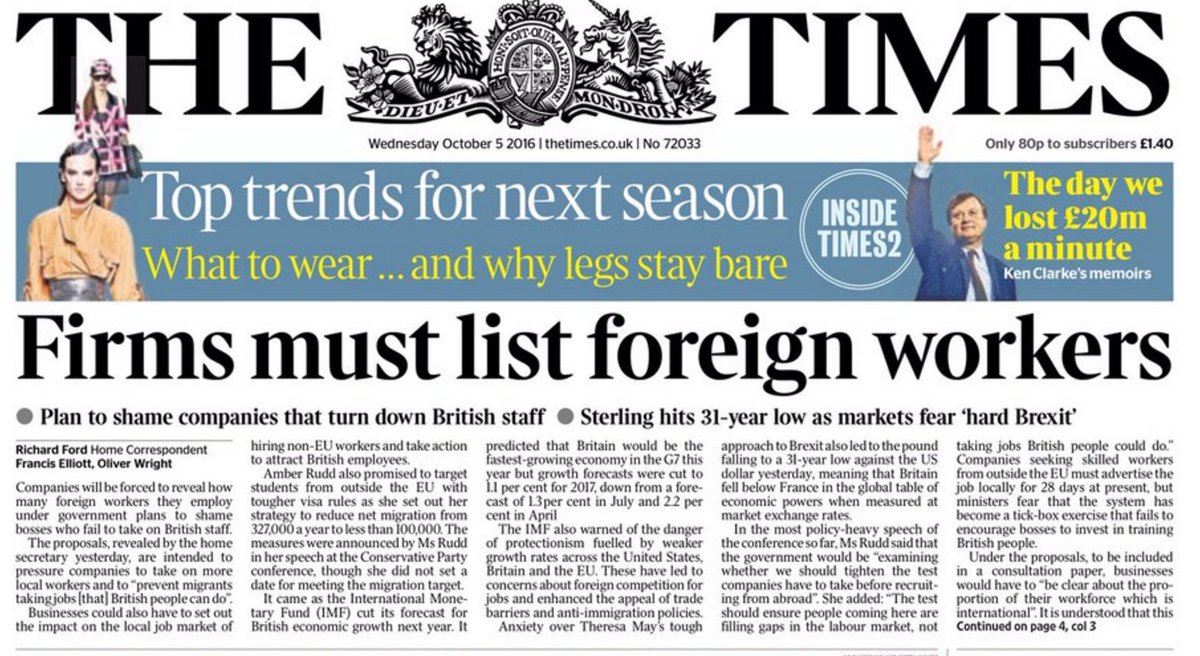 THE TIMES
HONI·SOIT·QUI·MAL·Y·PENSE
DIEU·ET MON·DROIT
Wednesday October 5 2016 | thetimes.co.uk | No 72033
Only 80p to subscribers £1.40
Top trends for next season
What to wear ... and why legs stay bare
INSIDE
TIMES2
The day we
lost £20m
a minute
Ken Clarke's memoirs
Firms must list foreign workers
● Plan to shame companies that turn down British staff ● Sterling hits 31-year low as markets fear ‘hard Brexit’
Richard Ford Home Correspondent
Francis Elliott, Oliver Wright
Companies will be forced to reveal how
many foreign workers they employ
under government plans to shame
bosses who fail to take on British staff.
The proposals, revealed by the home
secretary yesterday, are intended to
pressure companies to take on more
local workers and to “prevent migrants
taking jobs [that] British people can do”.
Businesses could also have to set out
the impact on the local job market of
hiring non-EU workers and take action
to attract British employees.
Amber Rudd also promised to target
students from outside the EU with
tougher visa rules as she set out her
strategy to reduce net migration from
327,000 a year to less than 100,000. The
measures were announced by Ms Rudd
in her speech at the Conservative Party
conference, though she did not set a
date for meeting the migration target.
It came as the International Mone-
tary Fund (IMF) cut its forecast for
British economic growth next year. It
predicted that Britain would be the
fastest-growing economy in the G7 this
year but growth forecasts were cut to
1.1 per cent for 2017, down from a fore-
cast of 1.3 per cent in July and 2.2 per
cent in April
The IMF also warned of the danger
of protectionism fuelled by weaker
growth rates across the United States,
Britain and the EU. These have led to
concerns about foreign competition for
jobs and enhanced the appeal of trade
barriers and anti-immigration policies.
Anxiety over Theresa May’s tough
approach to Brexit also led to the pound
falling to a 31-year low against the US
dollar yesterday, meaning that Britain
fell below France in the global table of
economic powers when measured at
market exchange rates.
In the most policy-heavy speech of
the conference so far, Ms Rudd said that
the government would be “examining
whether we should tighten the test
companies have to take before recruit-
ing from abroad”. She added: “The test
should ensure people coming here are
filling gaps in the labour market, not
taking jobs British people could do.”
Companies seeking skilled workers
from outside the EU must advertise the
job locally for 28 days at present, but
ministers fear that the system has
become a tick-box exercise that fails to
encourage bosses to invest in training
British people.
Under the proposals, to be included
in a consultation paper, businesses
would have to “be clear about the pro-
portion of their workforce which is
international”. It is understood that this
Continued on page 4, col 3